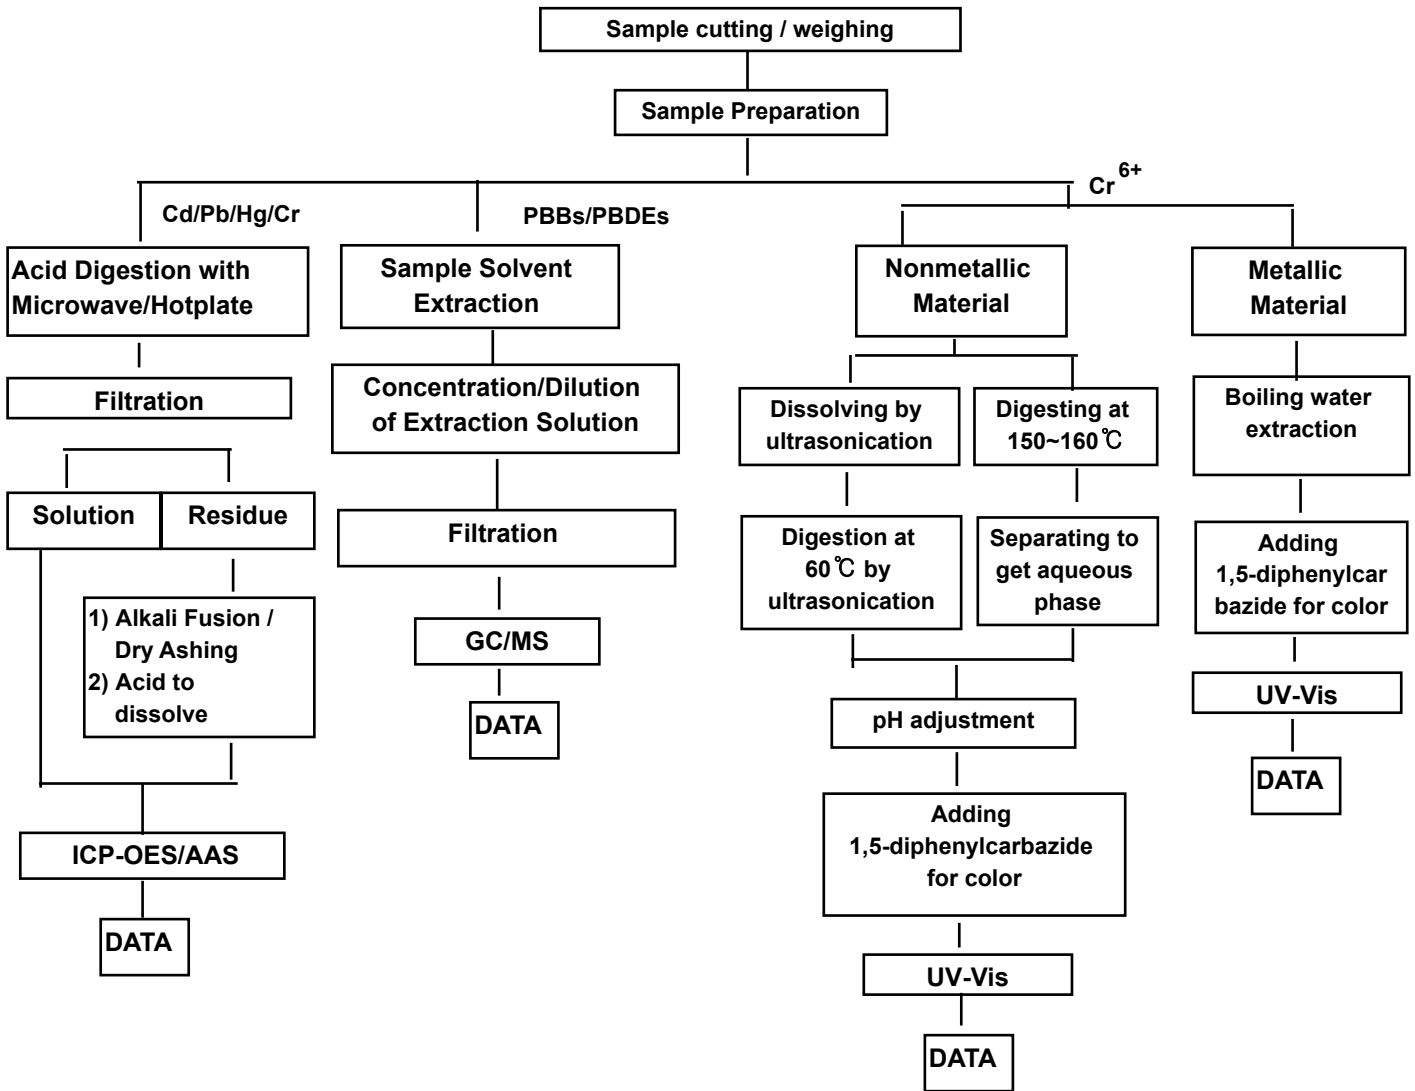 Sample cutting / weighing
Sample Preparation
Cr 6+
Cd/Pb/Hg/Cr
PBBs/PBDEs
Acid Digestion with
Microwave/Hotplate
Filtration
Solution
Residue
1) Alkali Fusion /
Dry Ashing
2) Acid to
dissolve
ICP-OES/AAS
DATA
Sample Solvent
Extraction
Concentration/Dilution
of Extraction Solution
Filtration
GC/MS
DATA
Nonmetallic
Material
Dissolving by
ultrasonication
Digestion at
60℃ by
ultrasonication
Digesting at
150~160℃
Separating to
get aqueous
phase
pH adjustment
Adding
1,5-diphenylcarbazide
for color
UV-Vis
DATA
Metallic
Material
Boiling water
extraction
Adding
1,5-diphenylcar
bazide for color
UV-Vis
DATA